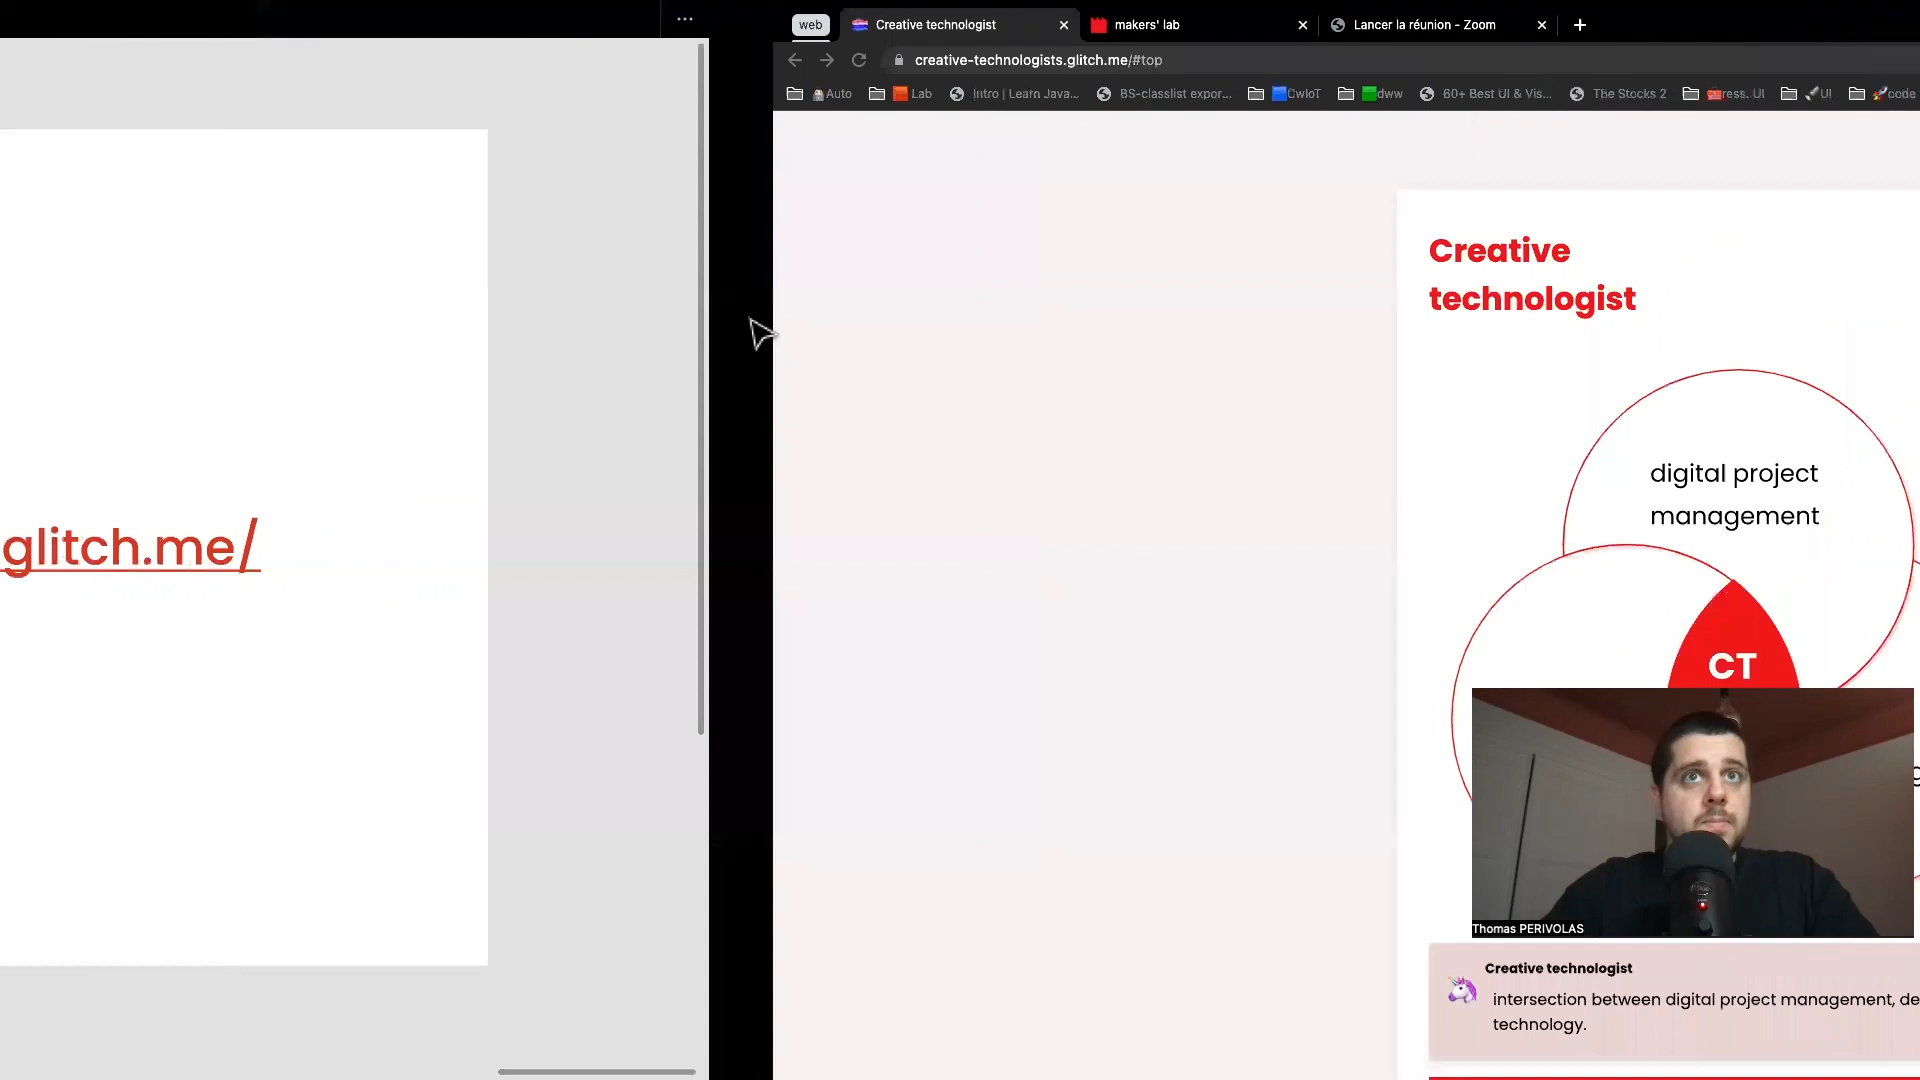 ...
web
Creative technologist
makers' lab
Lancer la réunion - Zoom
creative-technologists.glitch.me/#top
Auto
Lab
Intro | Learn Java...
BS-classlist expor...
CwIoT
dww
60+ Best UI & Vis...
The Stocks 2
ress. UI
UI
code
glitch.me/
Creative
technologist
digital project
management
CT
Thomas PERIVOLAS
Creative technologist
intersection between digital project management, de
technology.